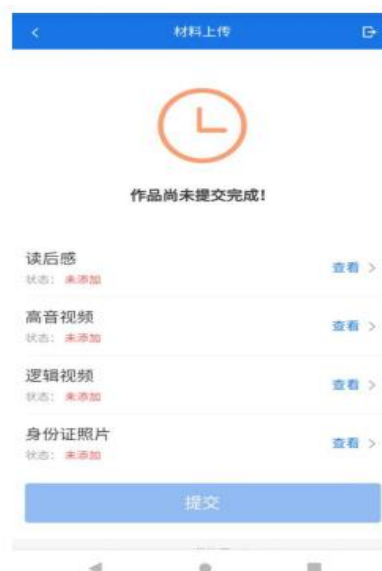 材料上传
作品尚未提交完成!
读后感
查看
状态: 未添加
高音视频
查看
状态: 未添加
逻辑视频
查看
状态: 未添加
身份证照片
查看
状态: 未添加
提交